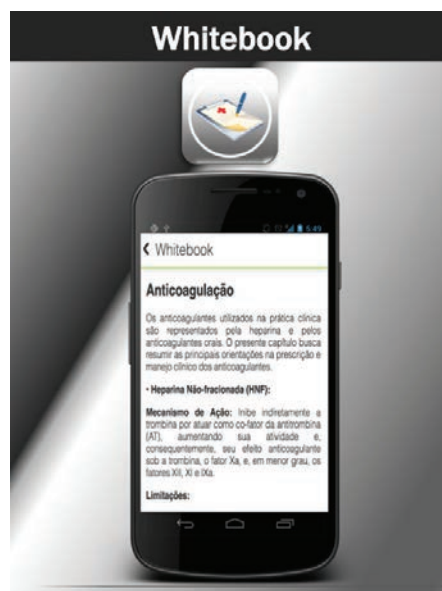 Whitebook
5:49
Whitebook
Anticoagulação
Os anticoagulantes utilizados na prática clínica
são representados pela heparina e pelos
anticoagulantes orais. O presente capítulo busca
resumir as principais orientações na prescrição e
manejo clínico dos anticoagulantes.
• Heparina Não-fracionada (HNF):
Mecanismo de Ação: Inibe indiretamente a
trombina por atuar como co-fator da antitrombina
(AT), aumentando sua atividade e,
consequentemente, seu efeito anticoagulante
sob a trombina, o fator Xa, e, em menor grau, os
fatores XII, XI e IXa.
Limitações: